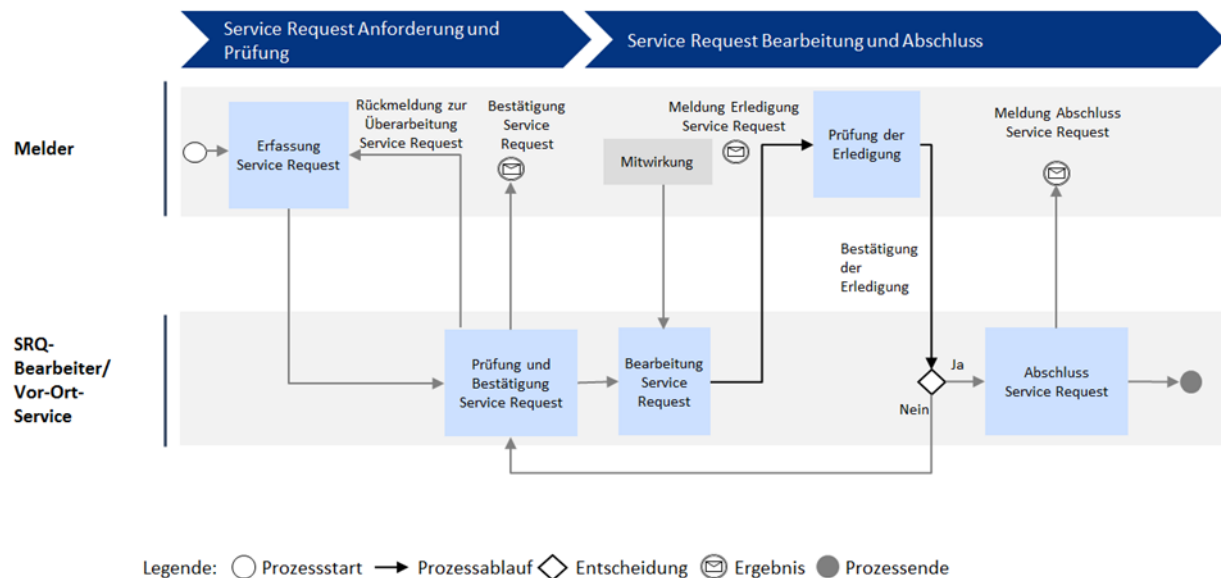 Service Request Anforderung und
Prüfung
Service Request Bearbeitung und Abschluss
Melder
Erfassung
Service Request
Rückmeldung zur
Überarbeitung
Service Request
Bestätigung
Service
Request
Mitwirkung
Meldung Erledigung
Service Request
Prüfung der
Erledigung
Meldung Abschluss
Service Request
Bestätigung
der
Erledigung
SRQ-
Bearbeiter/
Vor-Ort-
Service
Prüfung und
Bestätigung
Service Request
Bearbeitung
Service
Request
Ja
Nein
Abschluss
Service Request
Legende: Prozessstart Prozessablauf Entscheidung Ergebnis Prozessende